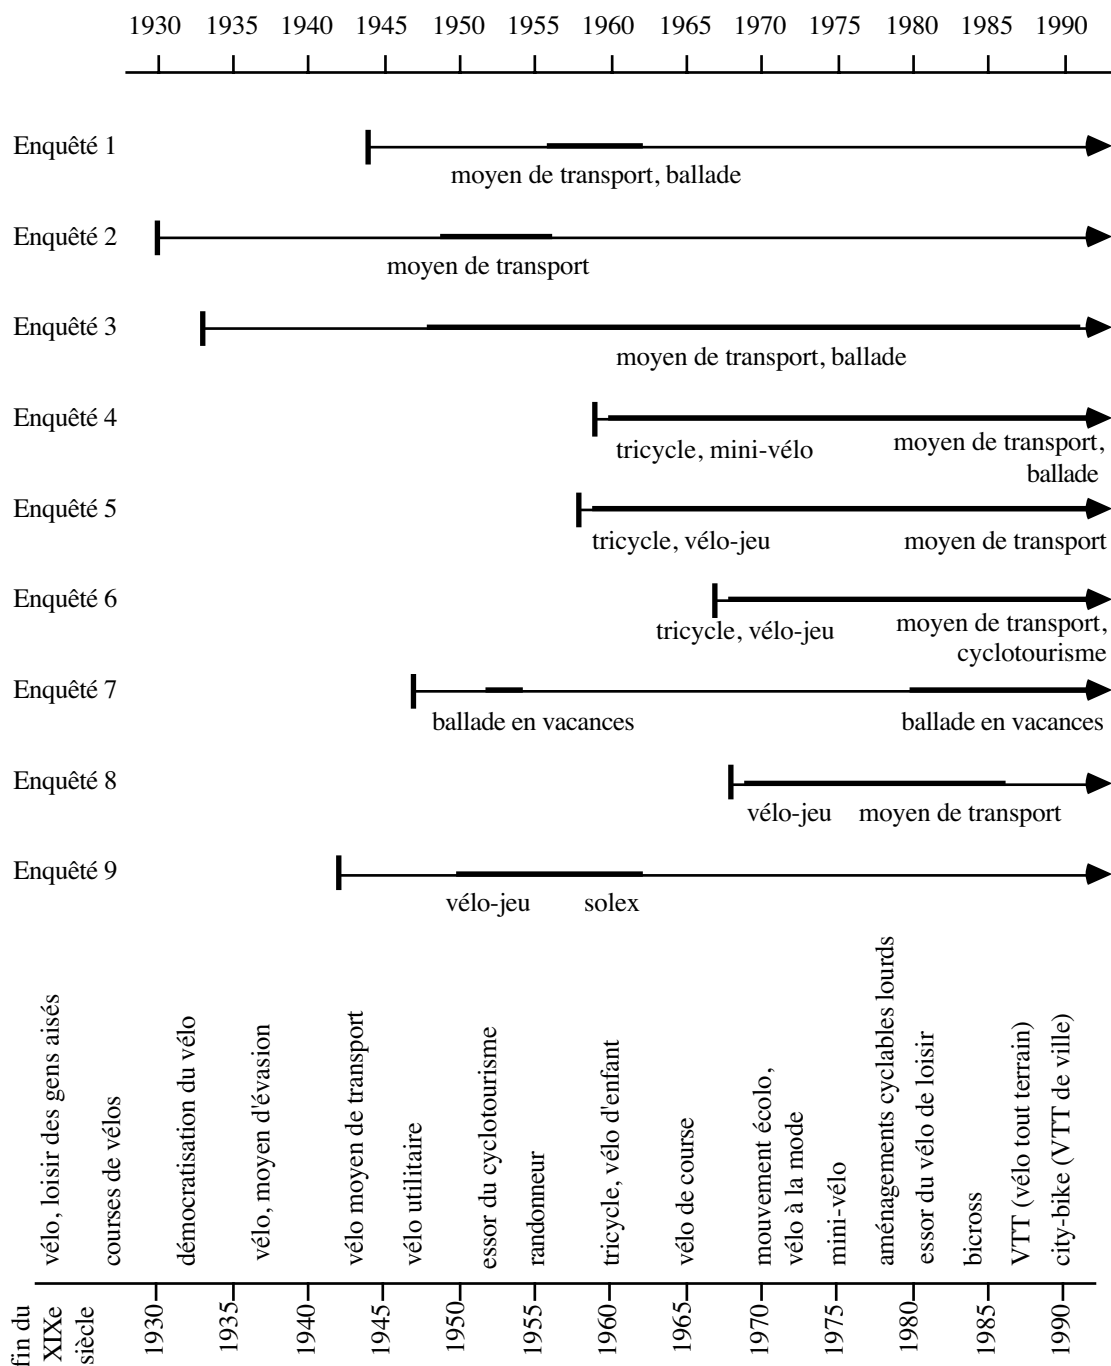 1930 1935 1940 1944 1950 1955 1960 1965 1970 1975 1980 1985 1990
Enquêté 1
moyen de transport, ballade
Enquêté 2
moyen de transport
Enquêté 3
moyen de transport, ballade
Enquêté 4
tricycle, mini-vélo
moyen de transport,
ballade
Enquêté 5
tricycle, vélo-jeu
moyen de transport
Enquêté 6
tricycle, vélo-jeu
moyen de transport,
cyclotourisme
Enquêté 7
ballade en vacances
ballade en vacances
Enquêté 8
vélo-jeu
moyen de transport
Enquêté 9
vélo-jeu
solex
vélo, loisir des gens aisés
courses de vélos
démocratisation du vélo
vélo, moyen d'évasion
vélo moyen de transport
vélo utilitaire
essor du cyclotourisme
randonneur
tricycle, vélo d'enfant
vélo de course
mouvement écolo,
vélo à la mode
mini-vélo
aménagements cyclables lourds
essor du vélo de loisir
bicross
VTT (vélo tout terrain)
city-bike (VTT de ville)
fin du
XIXe
siècle
1930
1935
1940
1945
1950
1955
1960
1965
1970
1975
1980
1985
1990